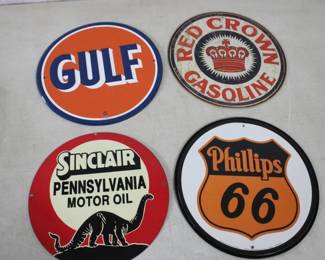 GULF
RED CROWN
GASOLINE
SINCLAIR
PENNSYLVANIA
MOTOR OIL
Phillips
66